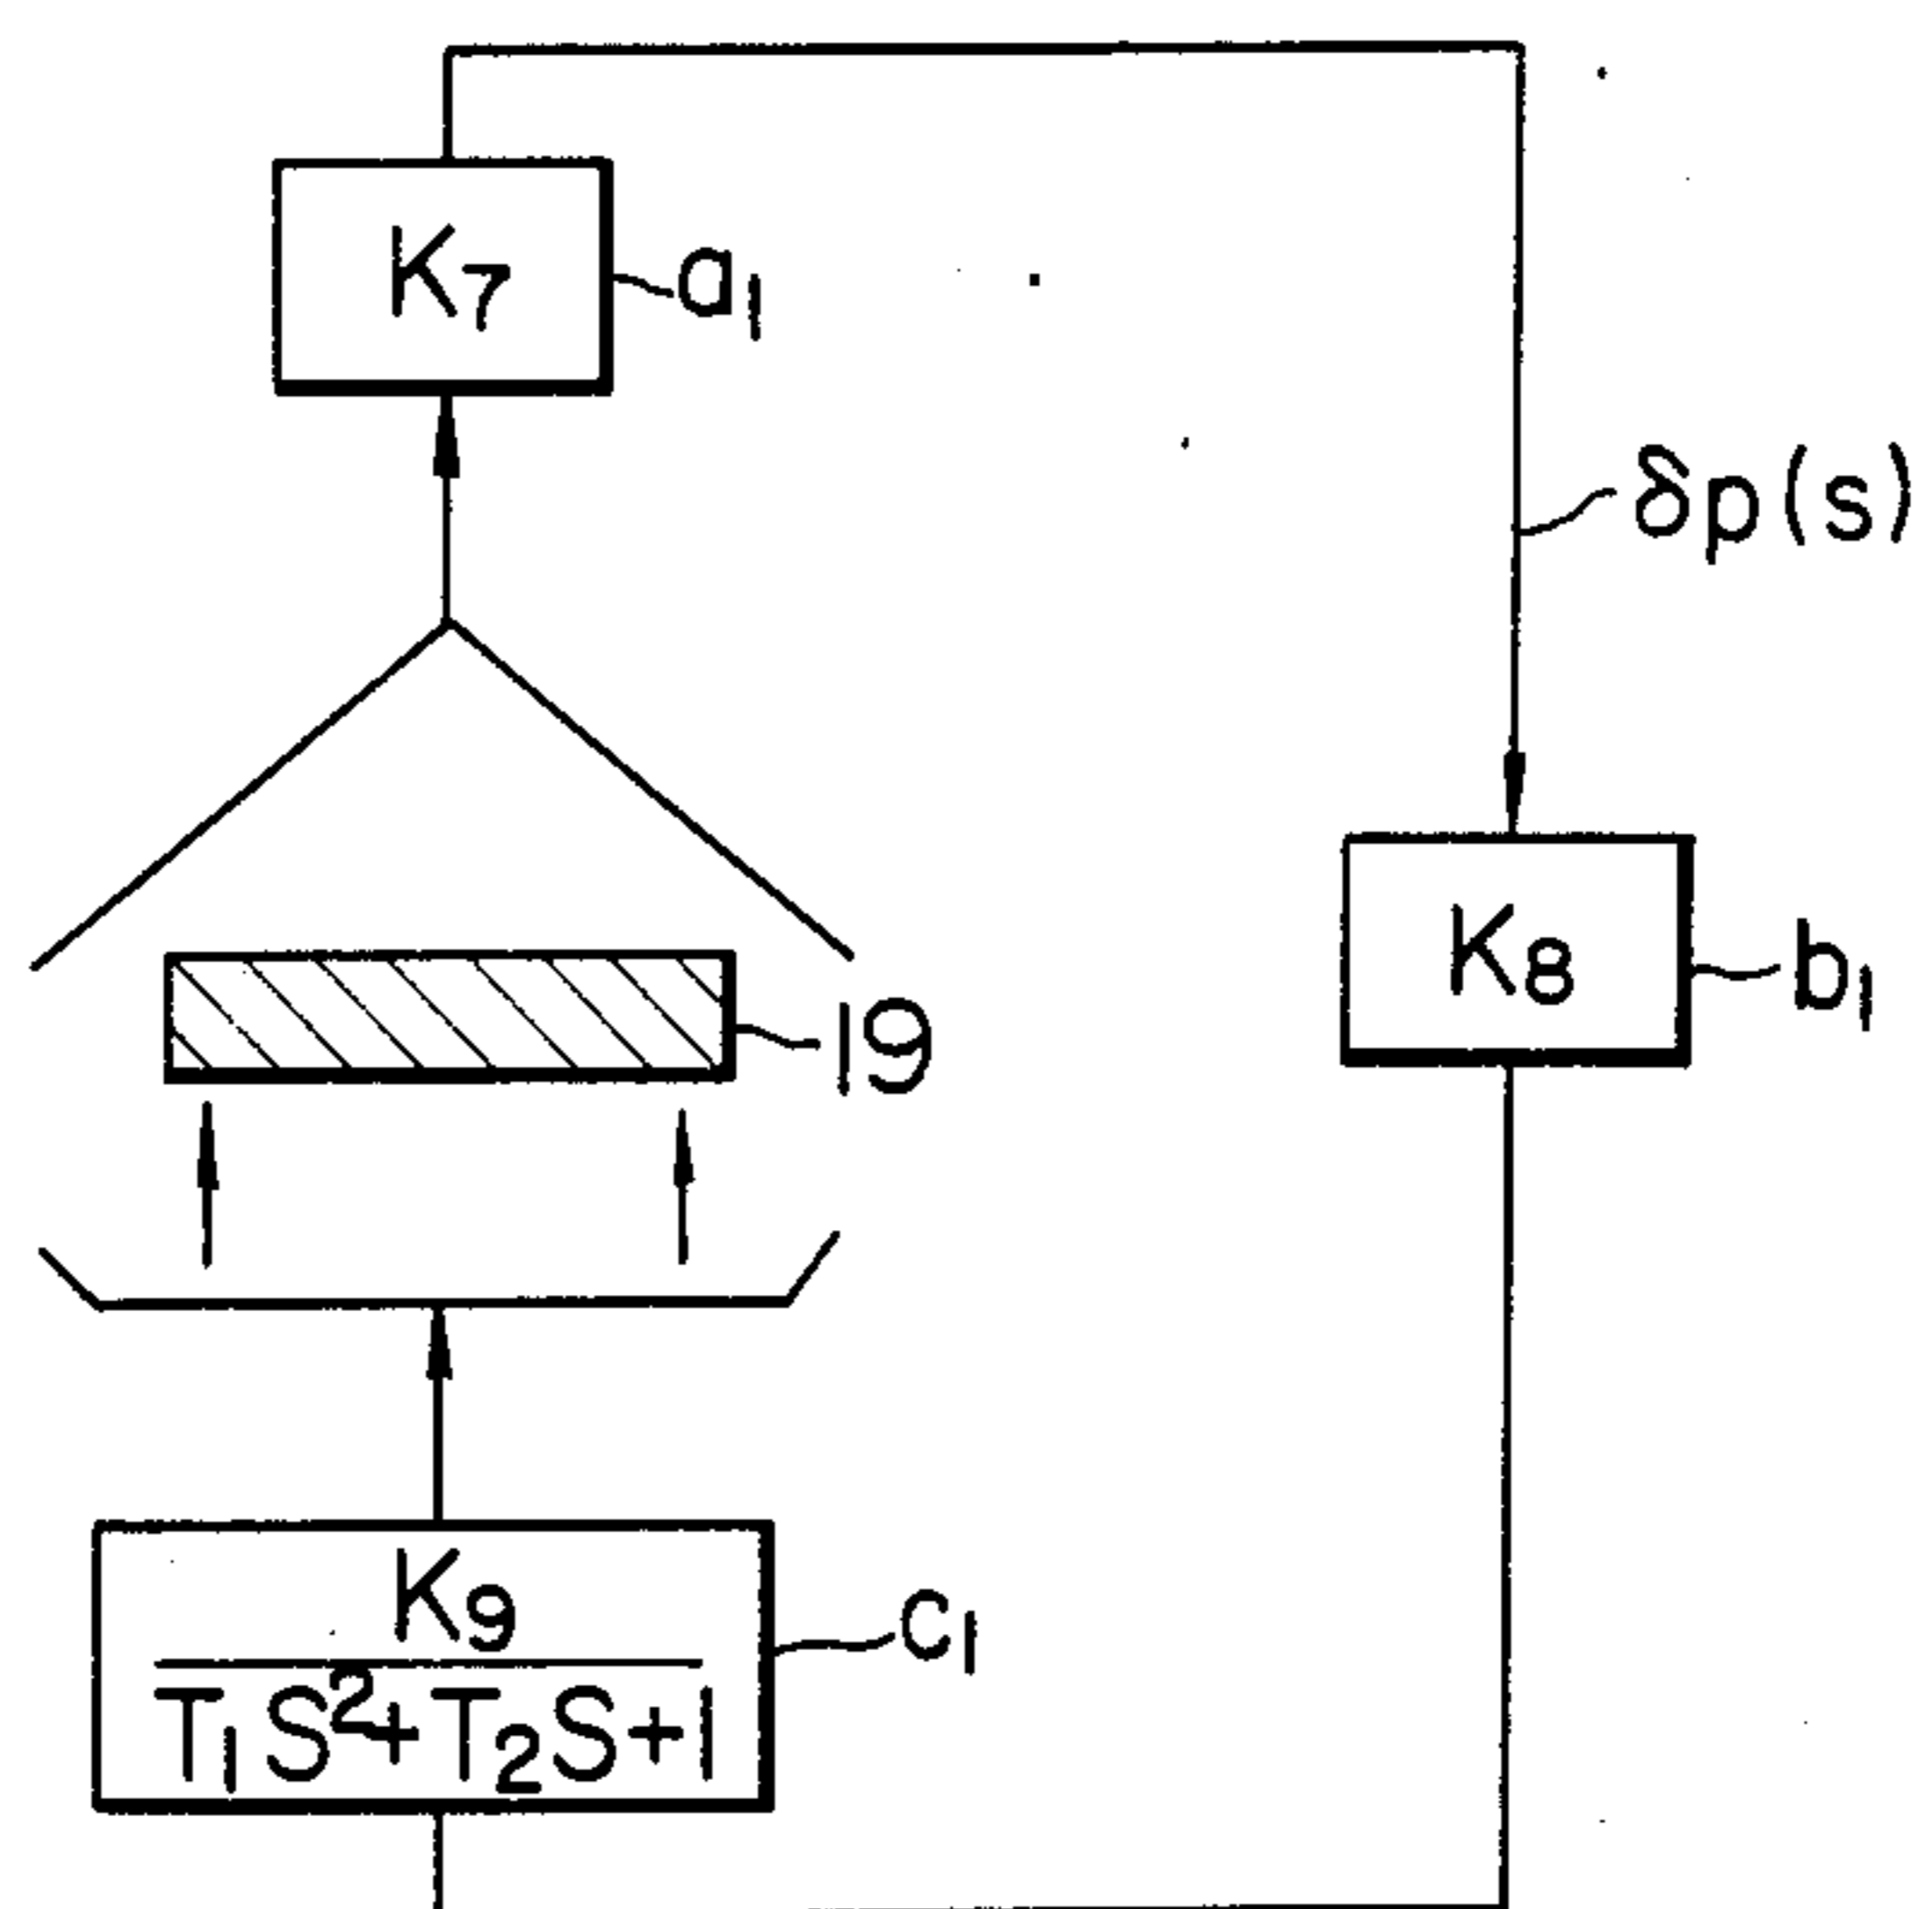 K₇
a₁
δp(s)
K₈
b₁
19
K₉
T₁S²+T₂S+1
c₁